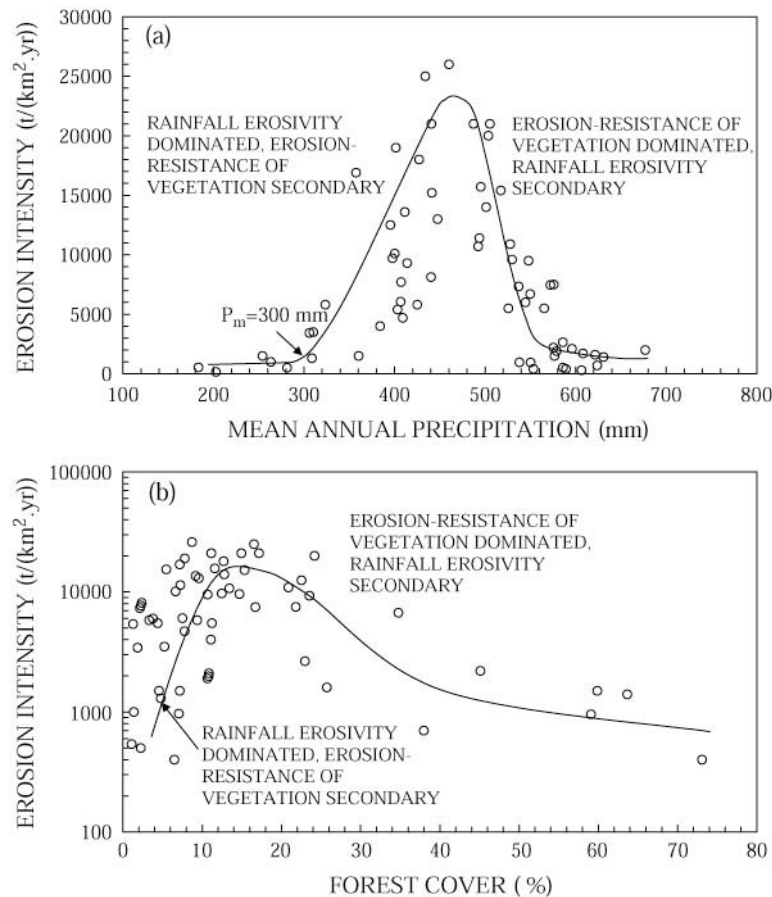 (a)
EROSION INTENSITY (t/(km².yr))
30000
25000
20000
15000
10000
5000
0
RAINFALL EROSIVITY
DOMINATED, EROSION-
RESISTANCE OF
VEGETATION SECONDARY
EROSION-RESISTANCE OF
VEGETATION DOMINATED,
RAINFALL EROSIVITY
SECONDARY
Pₘ=300 mm
100 200 300 400 500 600 700 800
MEAN ANNUAL PRECIPITATION (mm)
(b)
EROSION INTENSITY (t/(km².yr))
100000
10000
1000
100
EROSION-RESISTANCE OF
VEGETATION DOMINATED,
RAINFALL EROSIVITY
SECONDARY
RAINFALL EROSIVITY
DOMINATED, EROSION-
RESISTANCE OF
VEGETATION SECONDARY
0 10 20 30 40 50 60 70 80
FOREST COVER ( %)